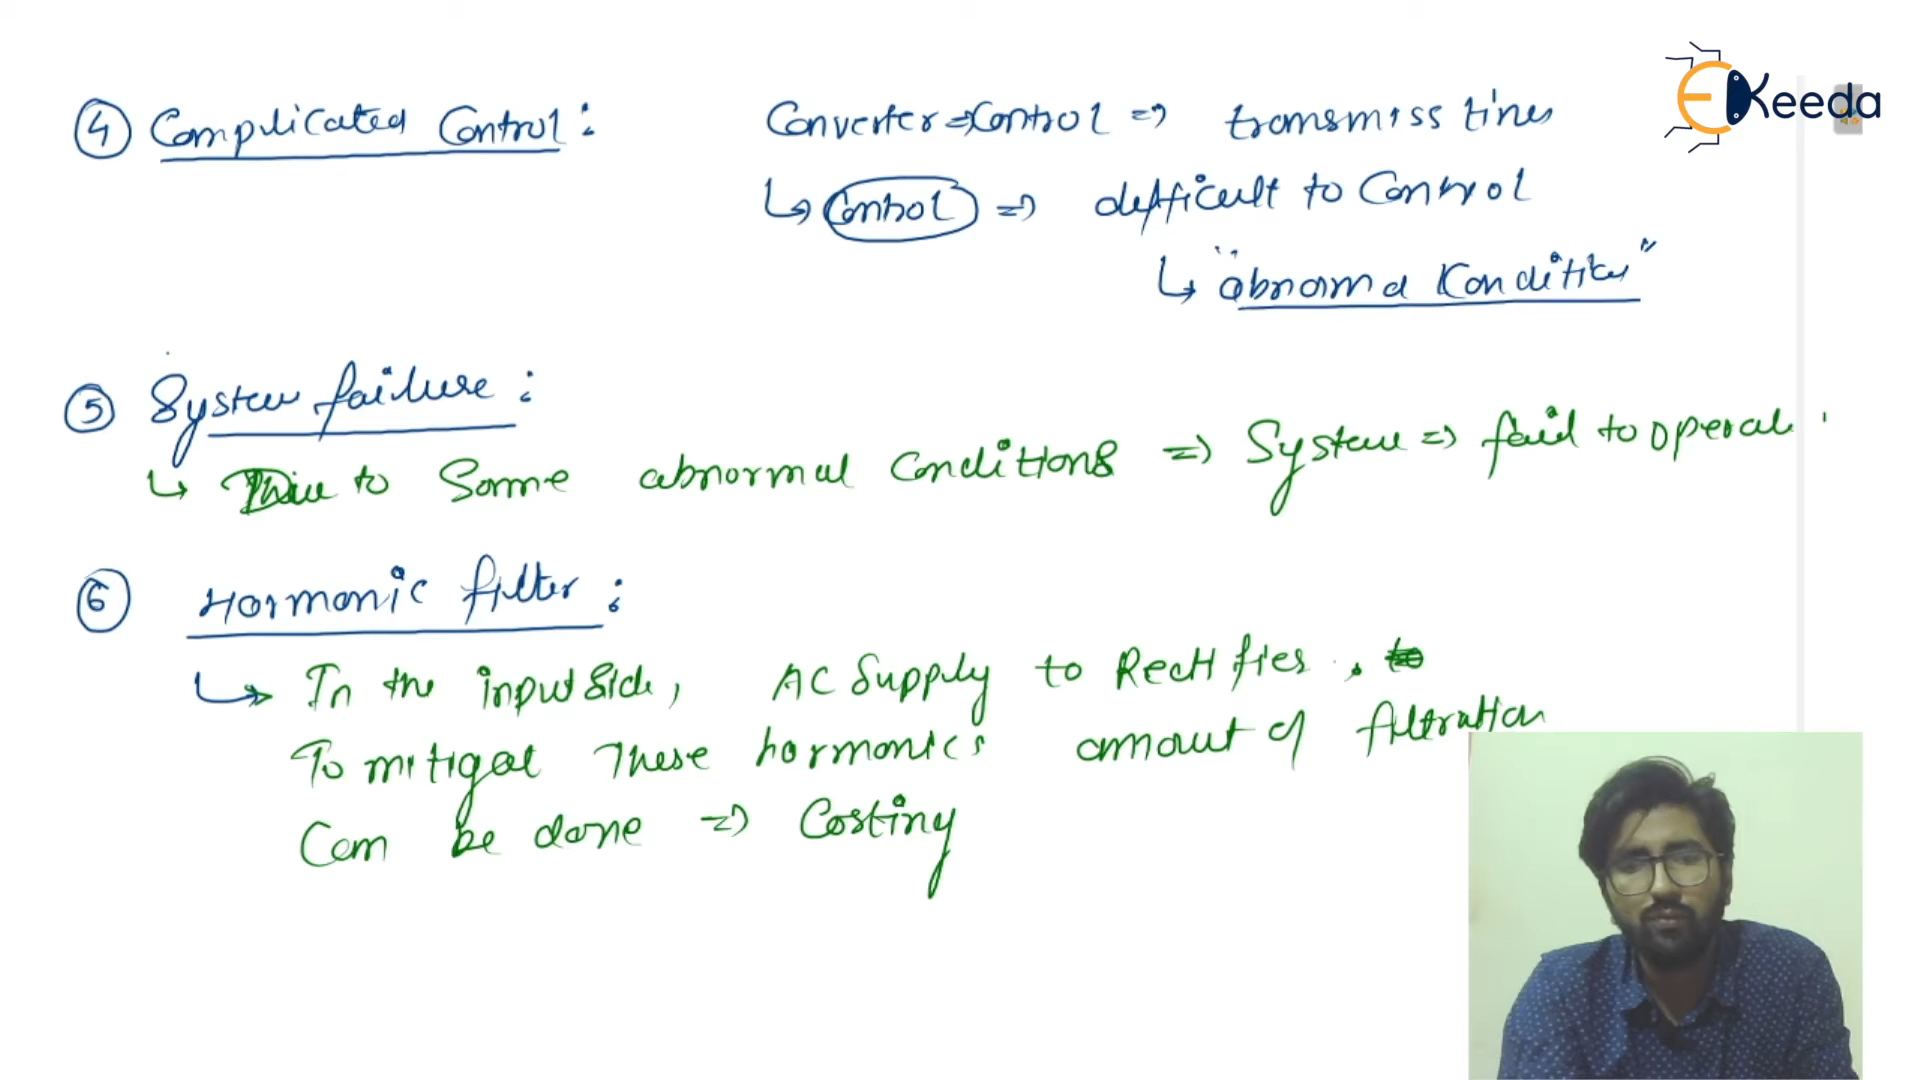 ④ Complicated Control : Converter ⇒ Control ⇒ transmiss lines
↳ Control ⇒ difficult to Control
↳ "abnormal Condition"
⑤ System failure :
↳ Due to Some abnormal Conditions ⇒ System ⇒ fail to operate
⑥ Harmonic filter :
↳ In the input side, AC Supply to Rectifies.
To mitigate These harmonics amount of filtration
Can be done ⇒ Costing
EKeeda